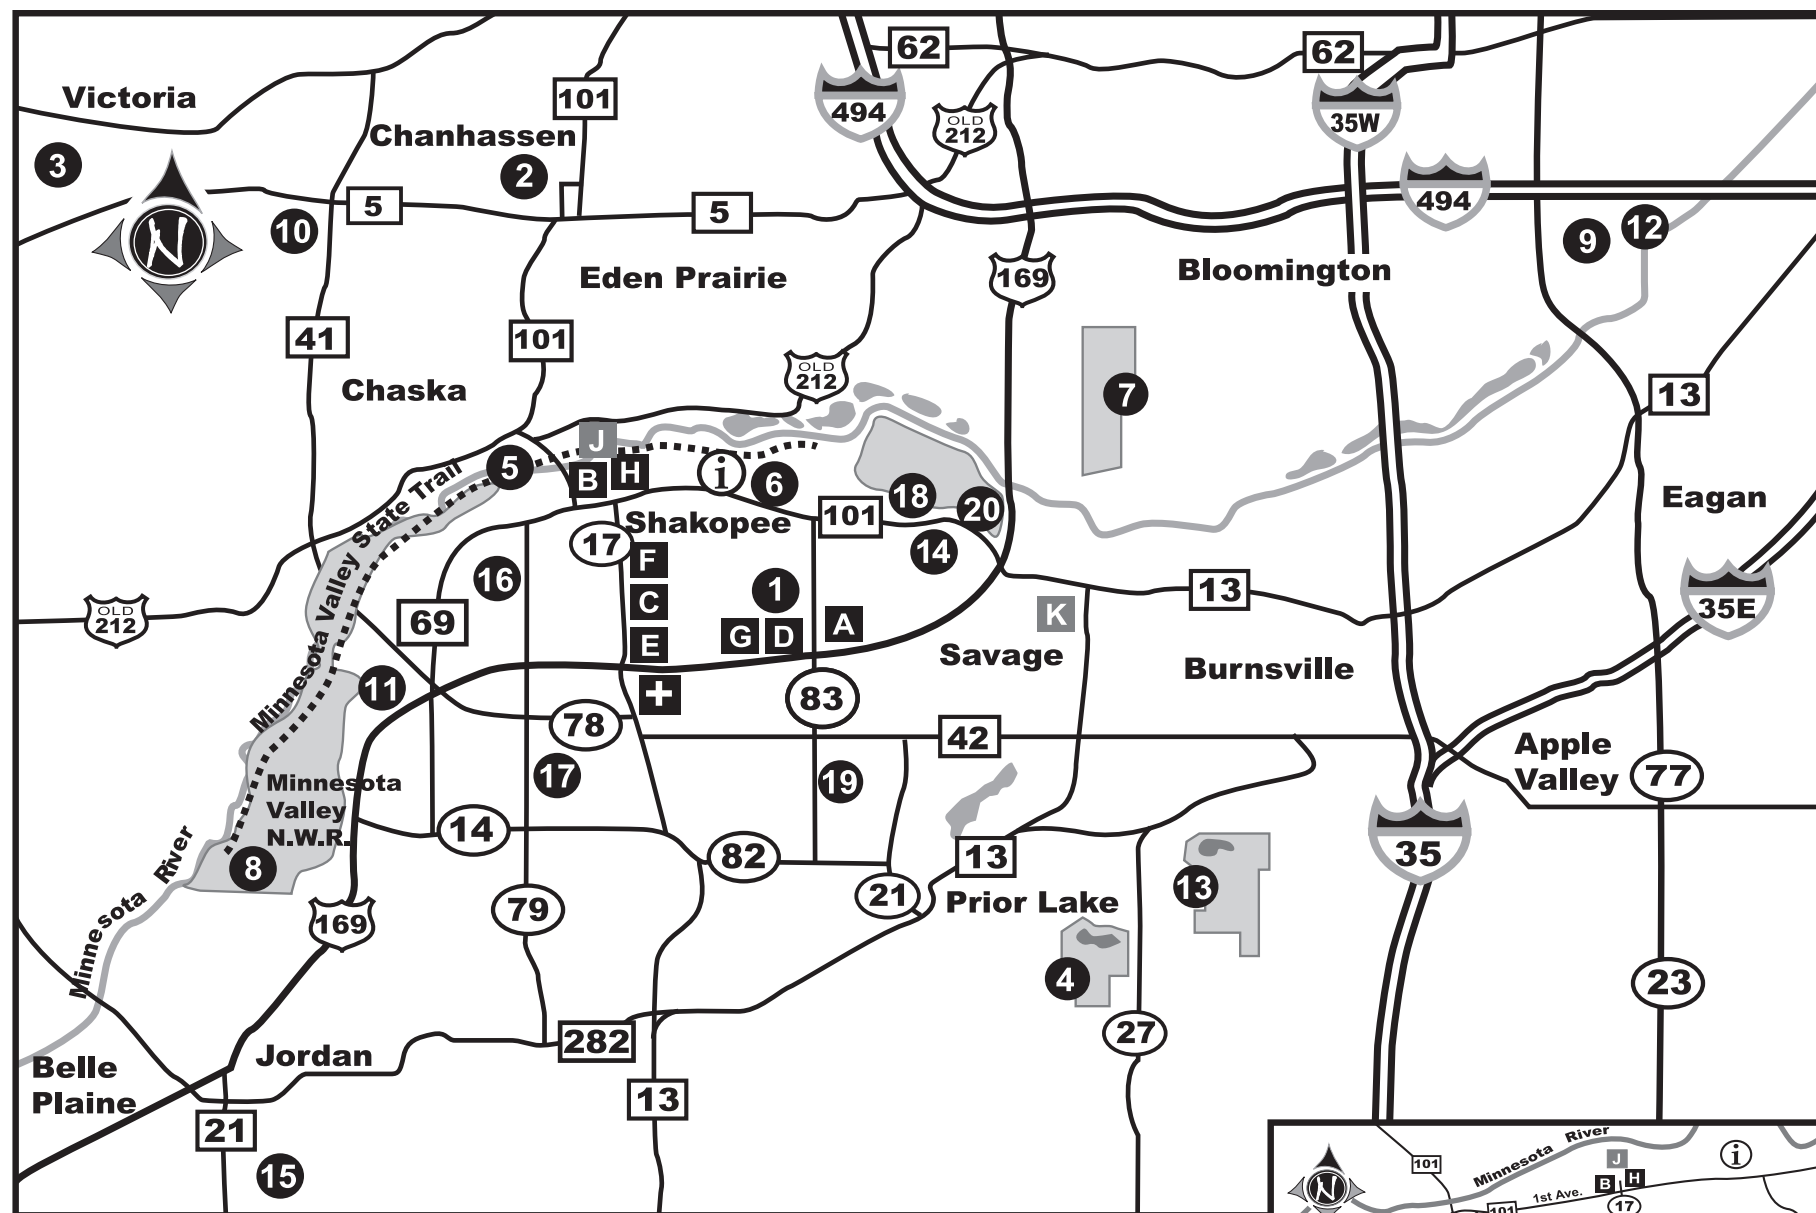 62
62
Victoria
101
494
35W
OLD
212
Chanhassen
3
2
5
5
494
10
N
12
9
Eden Prairie
169
Bloomington
41
101
OLD
212
Chaska
7
13
J
5
B
H
i
6
18
20
Eagan
Minnesota Valley State Trail
17
Shakopee
101
14
F
16
1
C
13
35E
OLD
212
69
K
E
G
D
A
Savage
Burnsville
11
+
83
78
42
Apple
Valley
77
Minnesota
Valley
N.W.R.
17
19
14
82
13
35
8
Minnesota River
21
Prior Lake
13
79
169
4
23
27
282
Jordan
Belle
Plaine
13
21
15
Minnesota River
101
J
i
B
H
N
1st Ave.
17
101